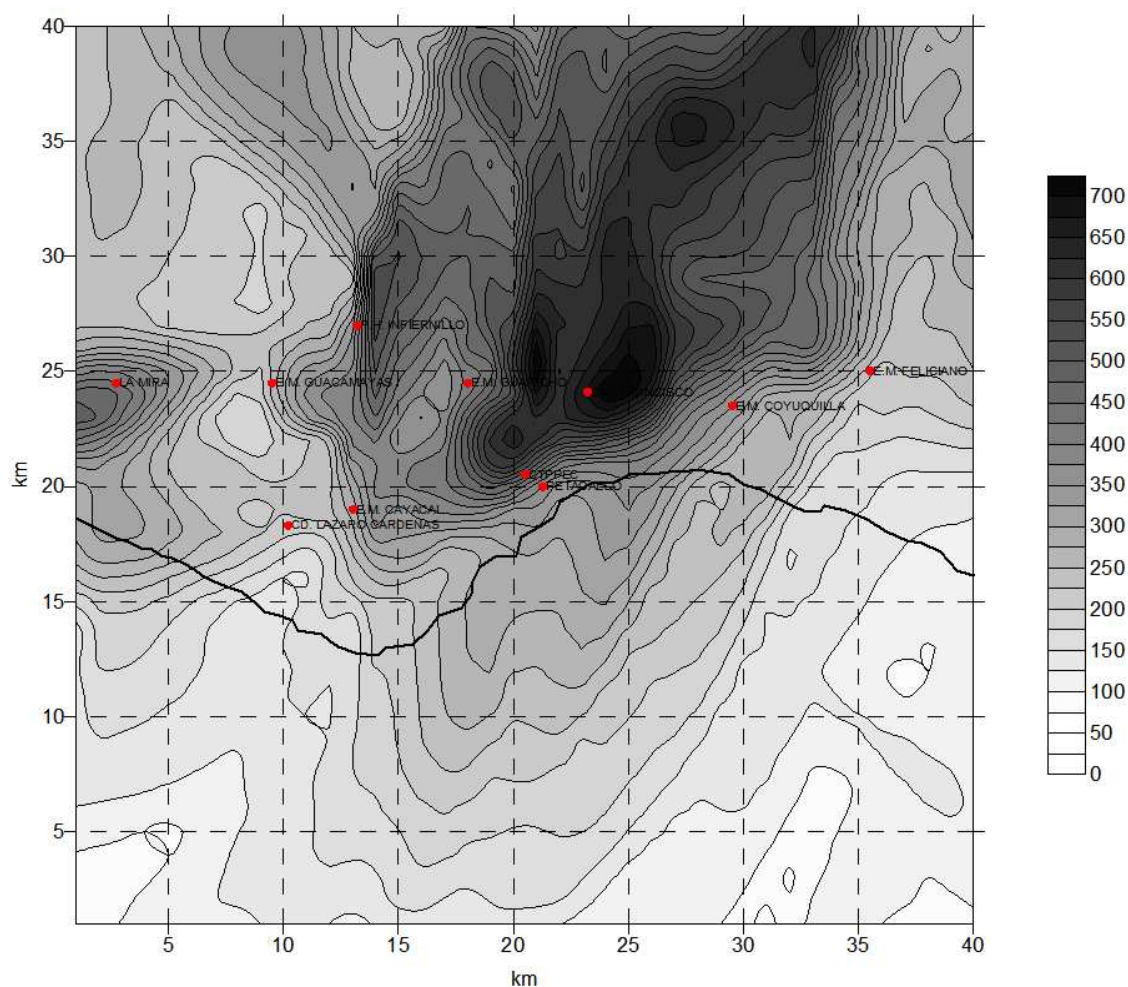 40
35
30
25
20
15
10
5
km
5 10 15 20 25 30 35 40
km
LA MIRA
E.M. GUACAMAYAS
P.H. INFIERNILLO
E.M. COYUQUILLA
E.M. FELICIANO
E.M. CAYACAL
CD. LAZARO CARDENAS
700
650
600
550
500
450
400
350
300
250
200
150
100
50
0